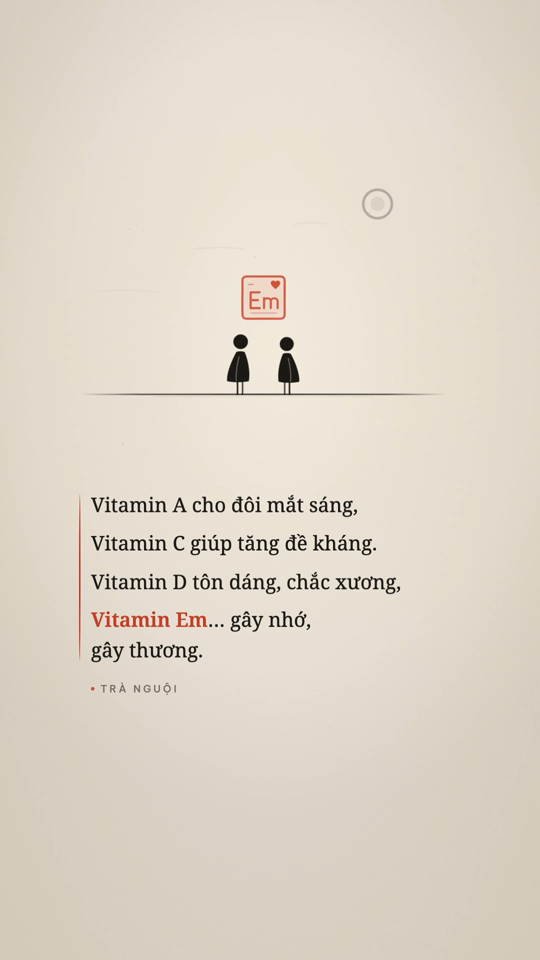 Em
Vitamin A cho đôi mắt sáng,
Vitamin C giúp tăng đề kháng.
Vitamin D tôn dáng, chắc xương,
Vitamin Em... gây nhớ,
gây thương.
• TRÀ NGUỘI